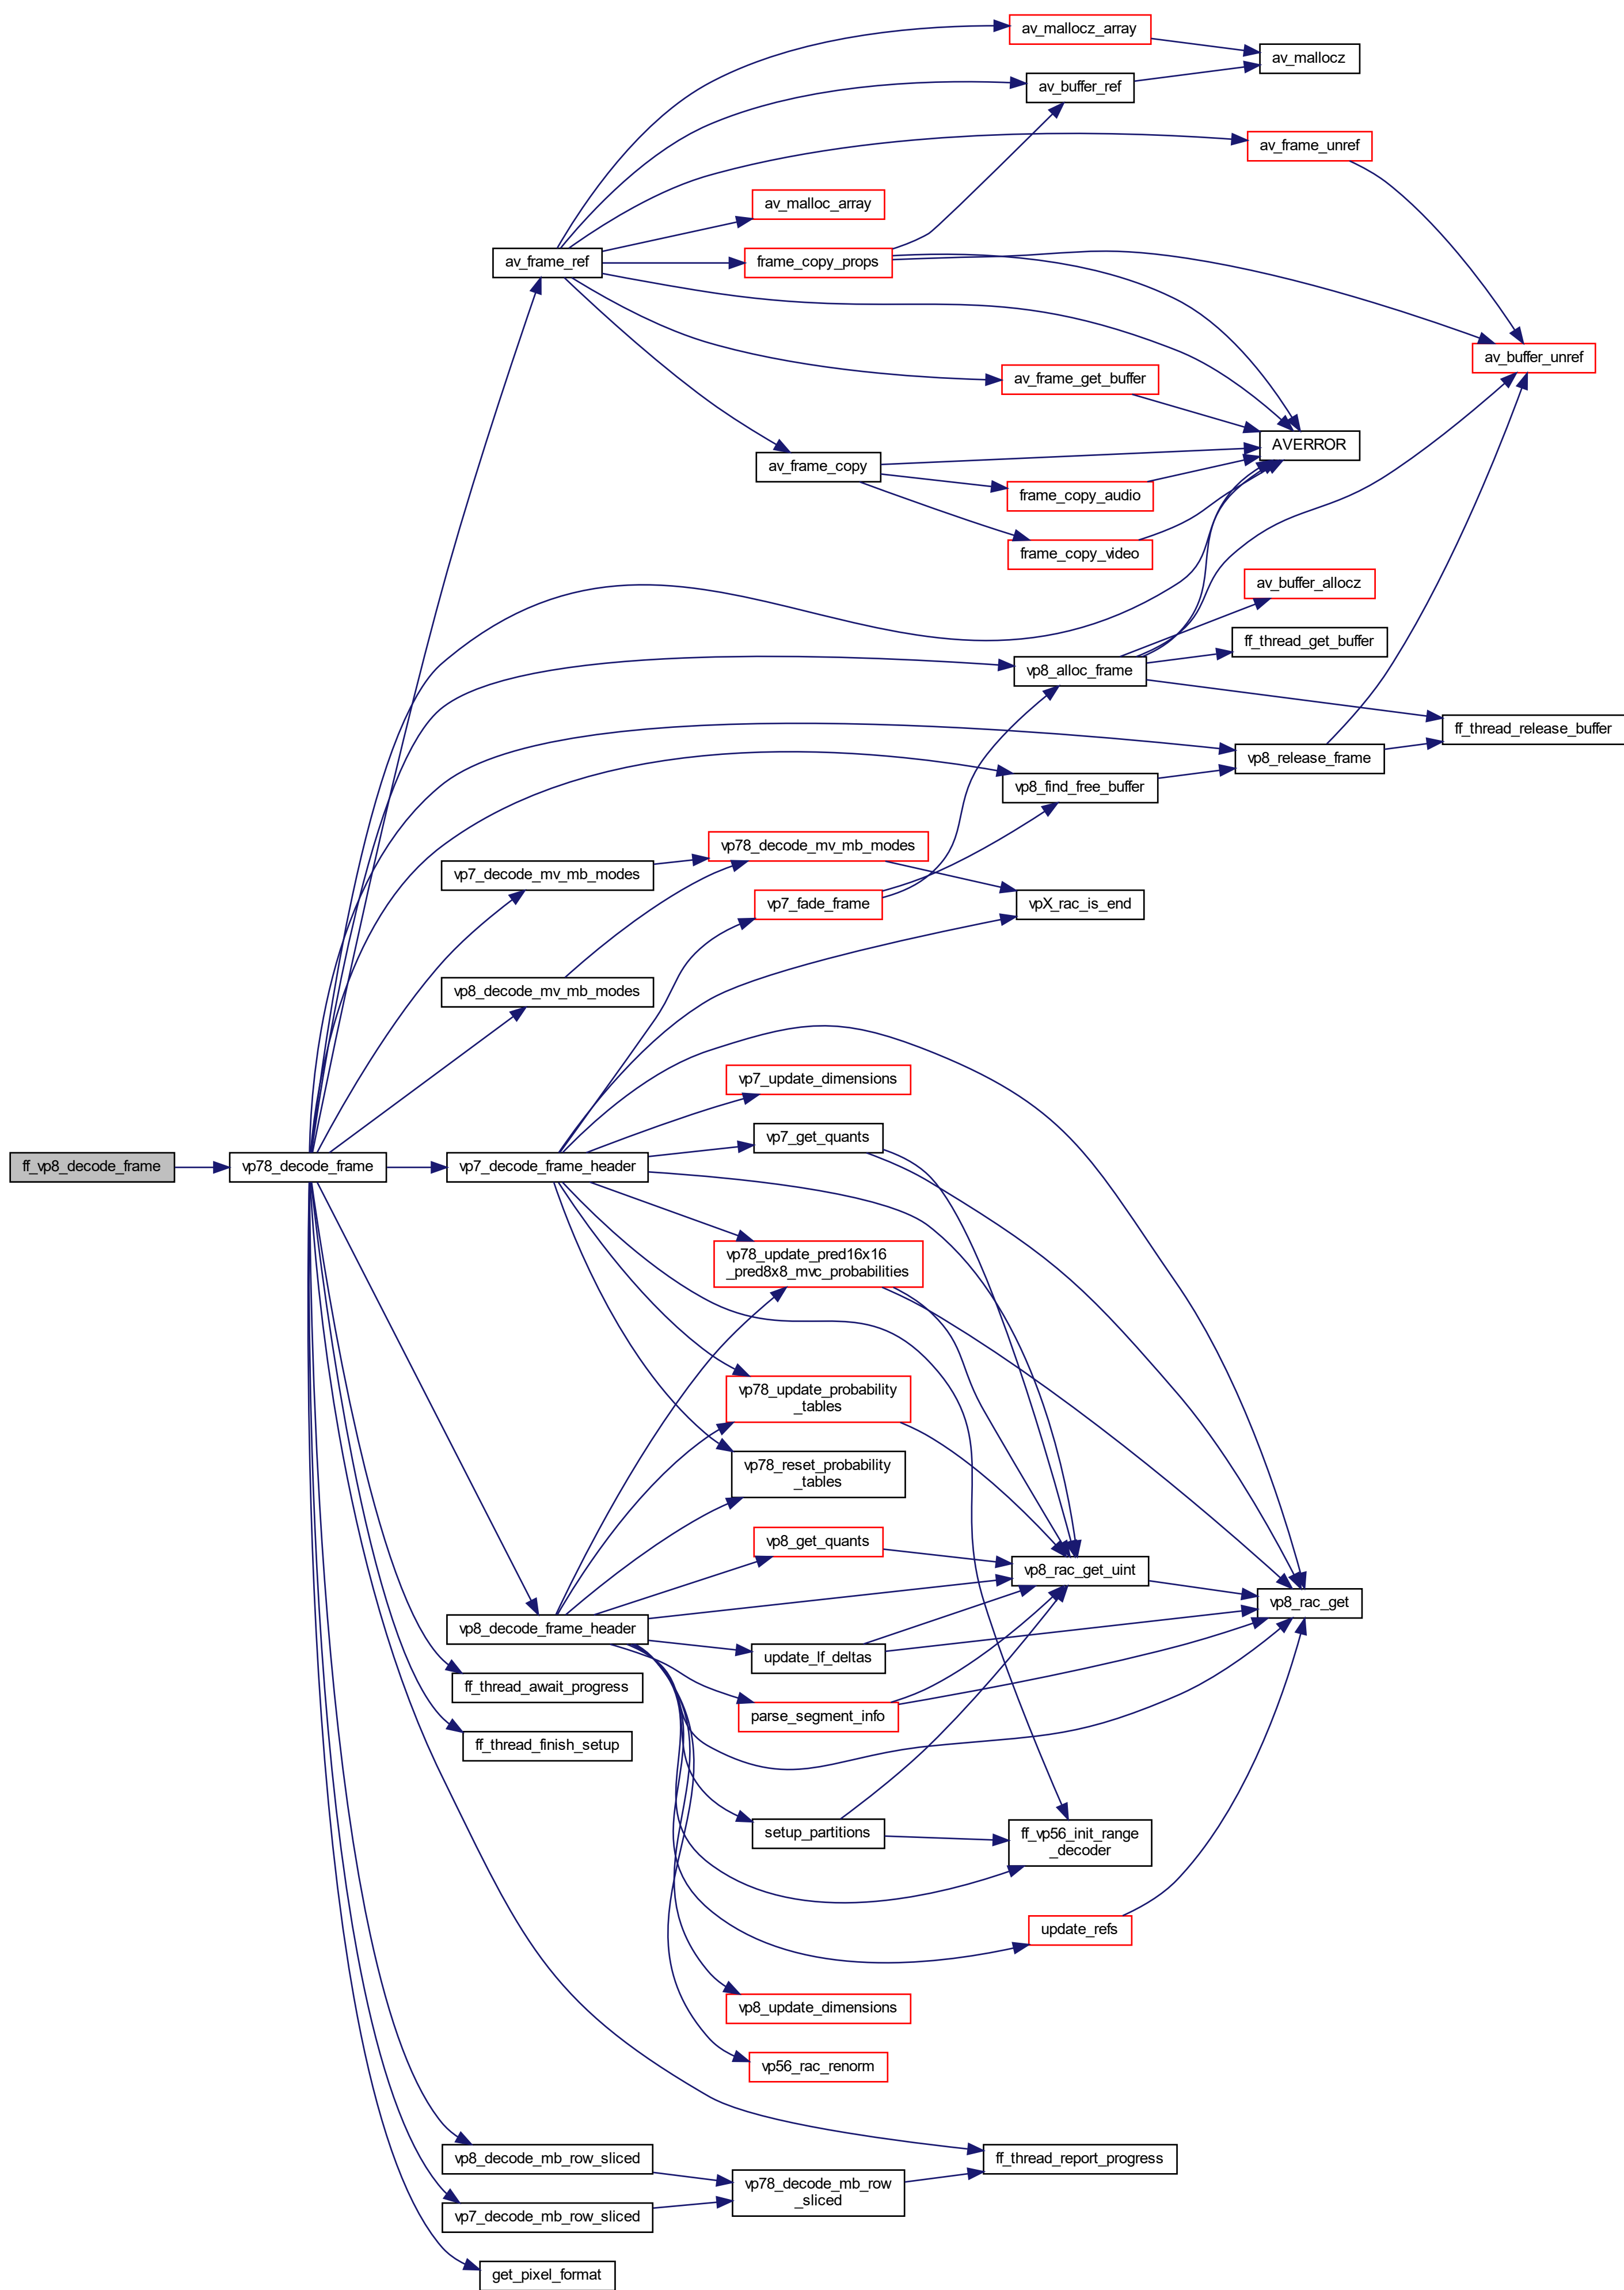 av_mallocz_array
av_mallocz
av_buffer_ref
av_frame_unref
av_malloc_array
av_frame_ref
frame_copy_props
av_buffer_unref
av_frame_get_buffer
AVERROR
av_frame_copy
frame_copy_audio
frame_copy_video
av_buffer_allocz
ff_thread_get_buffer
vp8_alloc_frame
ff_thread_release_buffer
vp8_release_frame
vp8_find_free_buffer
vp78_decode_mv_mb_modes
vp7_decode_mv_mb_modes
vp7_fade_frame
vpX_rac_is_end
vp8_decode_mv_mb_modes
vp7_update_dimensions
vp7_get_quants
ff_vp8_decode_frame
vp78_decode_frame
vp7_decode_frame_header
vp78_update_pred16x16
_pred8x8_mvc_probabilities
vp78_update_probability
_tables
vp78_reset_probability
_tables
vp8_get_quants
vp8_rac_get_uint
vp8_rac_get
vp8_decode_frame_header
update_lf_deltas
ff_thread_await_progress
parse_segment_info
ff_thread_finish_setup
setup_partitions
ff_vp56_init_range
_decoder
update_refs
vp8_update_dimensions
vp56_rac_renorm
vp8_decode_mb_row_sliced
ff_thread_report_progress
vp78_decode_mb_row
_sliced
vp7_decode_mb_row_sliced
get_pixel_format